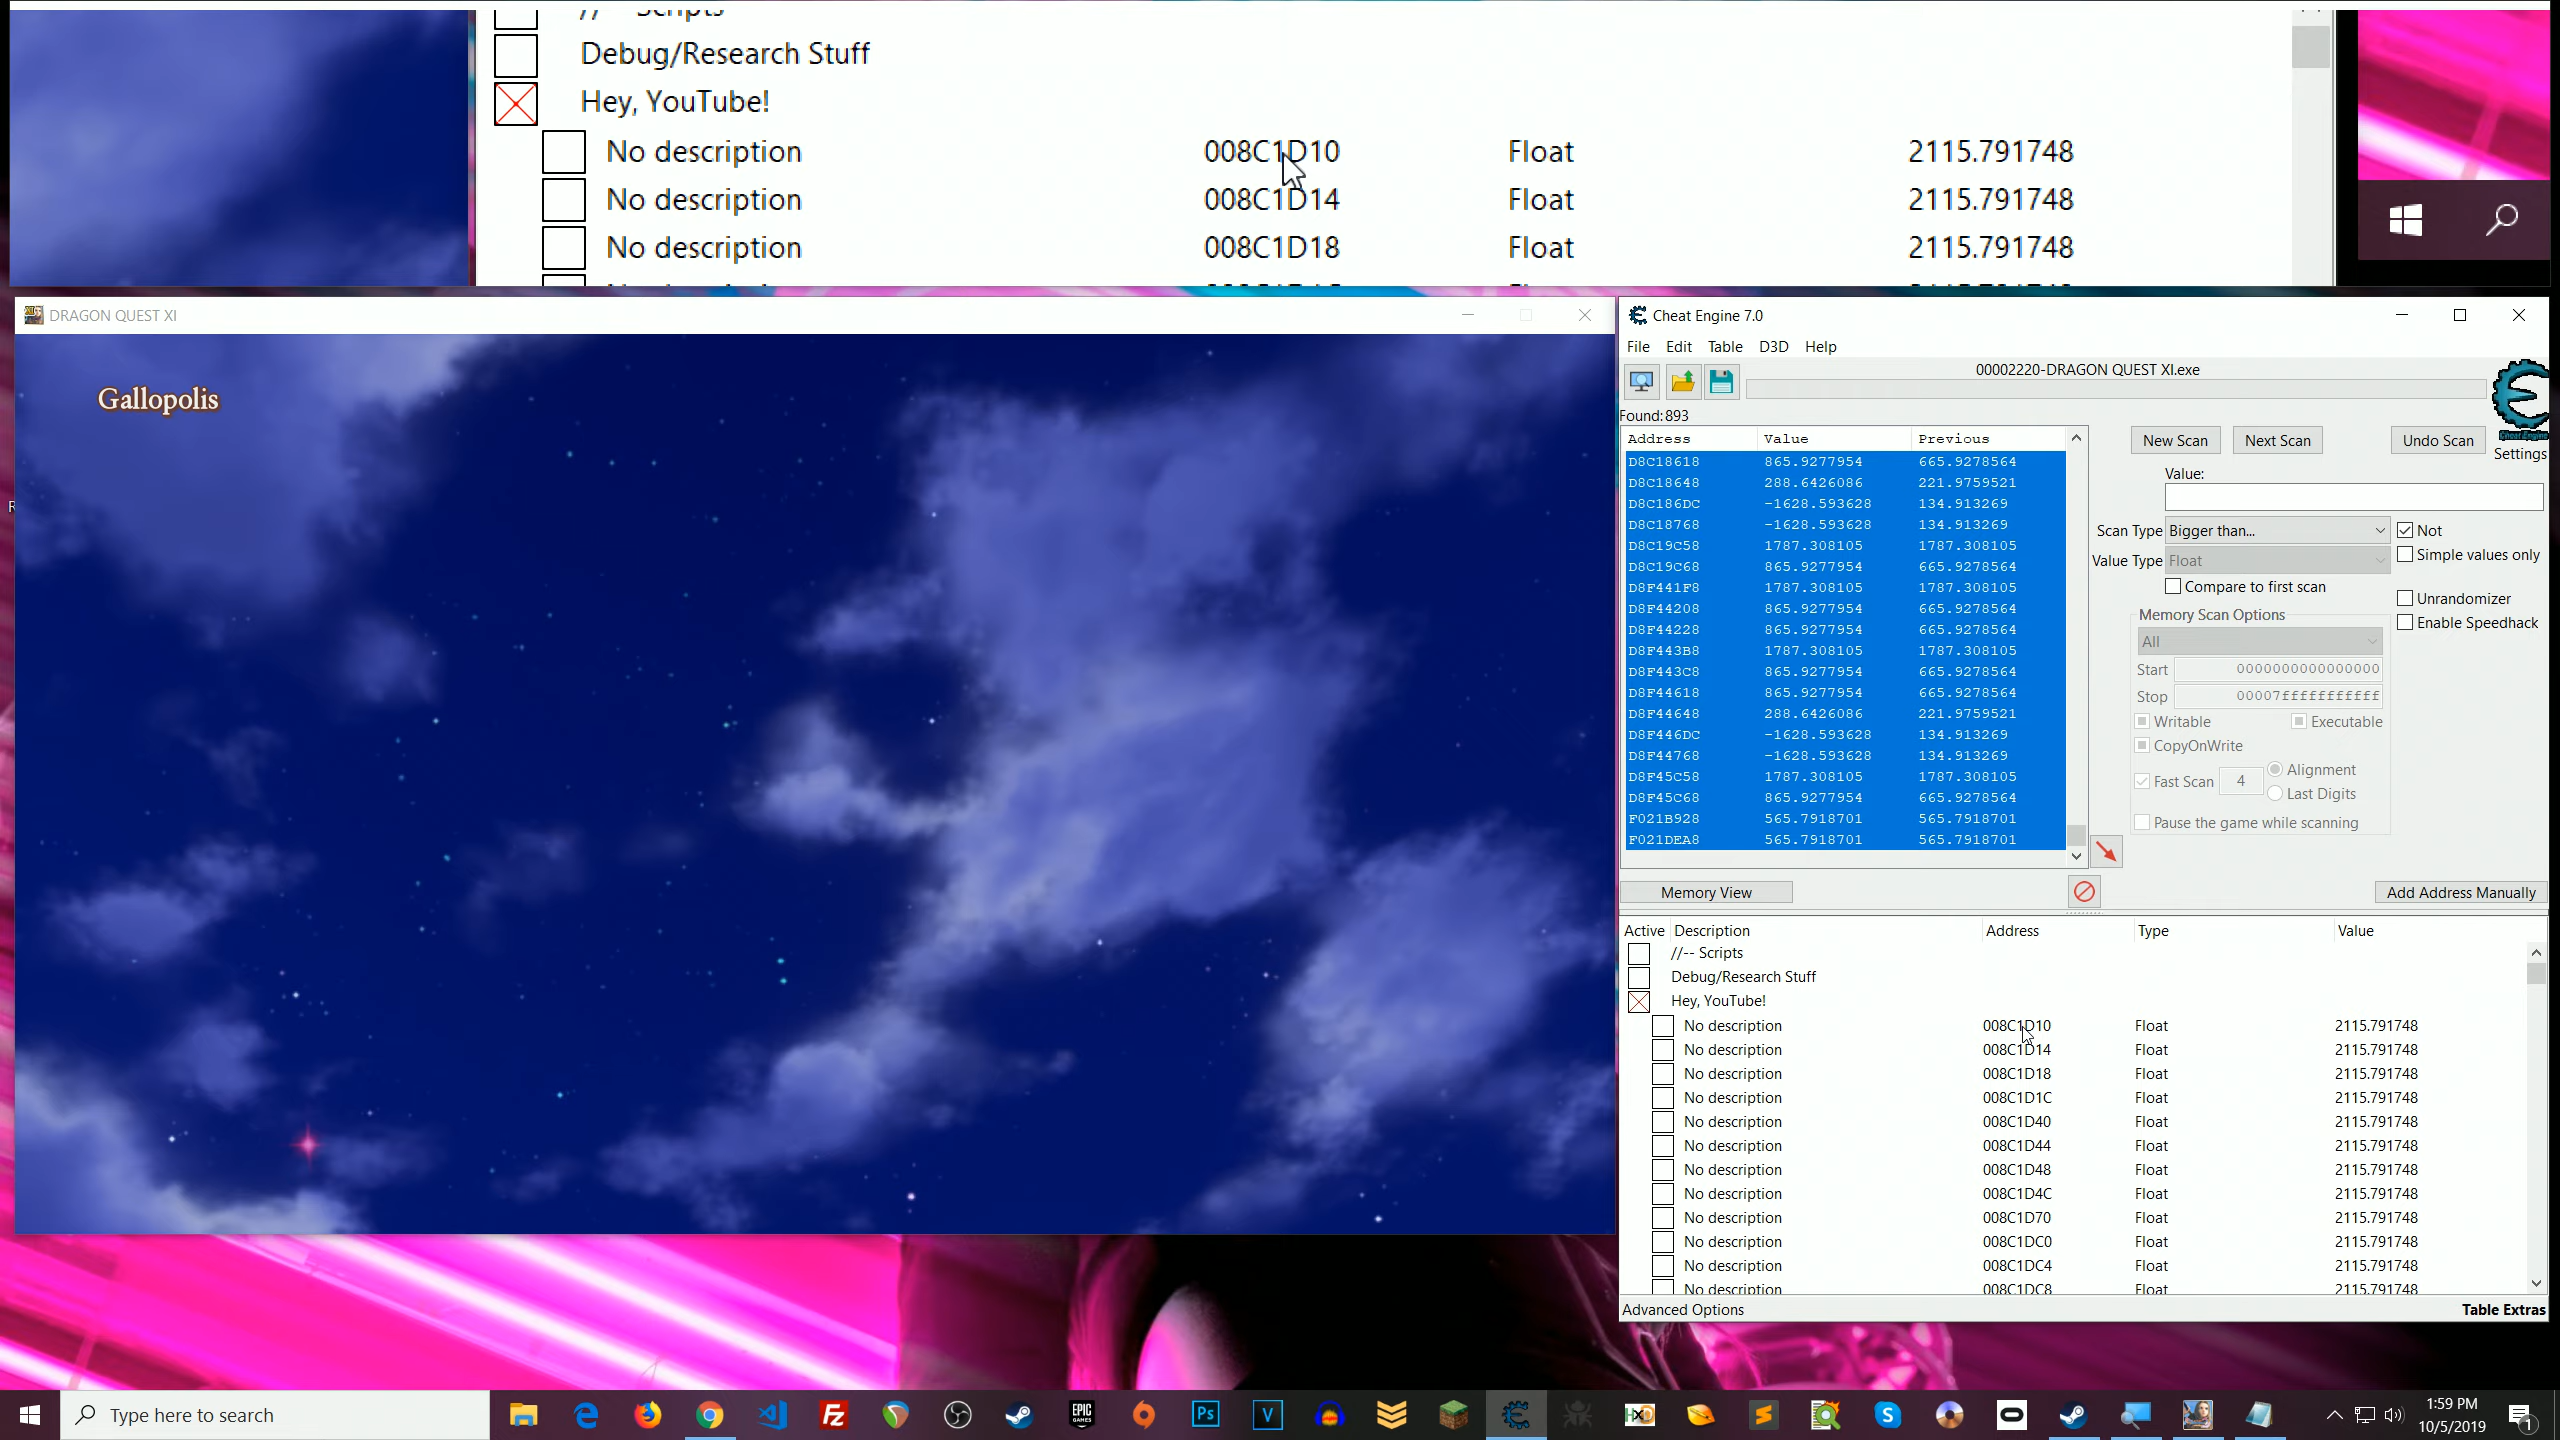 //-- Scripts
Debug/Research Stuff
Hey, YouTube!
No description 008C1D10 Float 2115.791748
No description 008C1D14 Float 2115.791748
No description 008C1D18 Float 2115.791748
DRAGON QUEST XI
Gallopolis
Cheat Engine 7.0
File Edit Table D3D Help
00002220-DRAGON QUEST XI.exe
Found:893
Address Value Previous
D8C18618 865.9277954 665.9278564
D8C18648 288.6426086 221.9759521
D8C186DC -1628.593628 134.913269
D8C18768 -1628.593628 134.913269
D8C19C58 1787.308105 1787.308105
D8C19C68 865.9277954 665.9278564
D8F441F8 1787.308105 1787.308105
D8F44208 865.9277954 665.9278564
D8F44228 865.9277954 665.9278564
D8F443B8 1787.308105 1787.308105
D8F443C8 865.9277954 665.9278564
D8F44618 865.9277954 665.9278564
D8F44648 288.6426086 221.9759521
D8F446DC -1628.593628 134.913269
D8F44768 -1628.593628 134.913269
D8F45C58 1787.308105 1787.308105
D8F45C68 865.9277954 665.9278564
F021B928 565.7918701 565.7918701
F021DEA8 565.7918701 565.7918701
New Scan Next Scan Undo Scan
Settings
Value:
Scan Type Bigger than... Not
Simple values only
Value Type Float
Compare to first scan
Unrandomizer
Memory Scan Options
Enable Speedhack
All
Start 0000000000000000
Stop 00007fffffffffff
Writable Executable
CopyOnWrite
Fast Scan 4 Alignment
Last Digits
Pause the game while scanning
Memory View Add Address Manually
Active Description Address Type Value
//-- Scripts
Debug/Research Stuff
Hey, YouTube!
No description 008C1D10 Float 2115.791748
No description 008C1D14 Float 2115.791748
No description 008C1D18 Float 2115.791748
No description 008C1D1C Float 2115.791748
No description 008C1D40 Float 2115.791748
No description 008C1D44 Float 2115.791748
No description 008C1D48 Float 2115.791748
No description 008C1D4C Float 2115.791748
No description 008C1D70 Float 2115.791748
No description 008C1DC0 Float 2115.791748
No description 008C1DC4 Float 2115.791748
No description 008C1DC8 Float 2115.791748
Advanced Options Table Extras
Type here to search
1:59 PM
10/5/2019